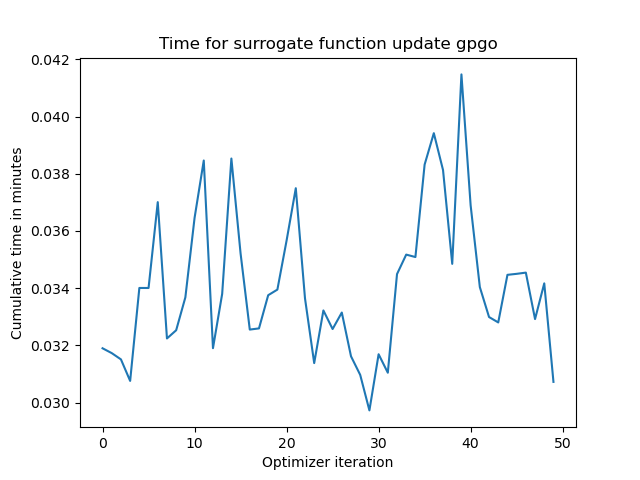 Time for surrogate function update gpgo
Cumulative time in minutes
0.042
0.040
0.038
0.036
0.034
0.032
0.030
0 10 20 30 40 50
Optimizer iteration